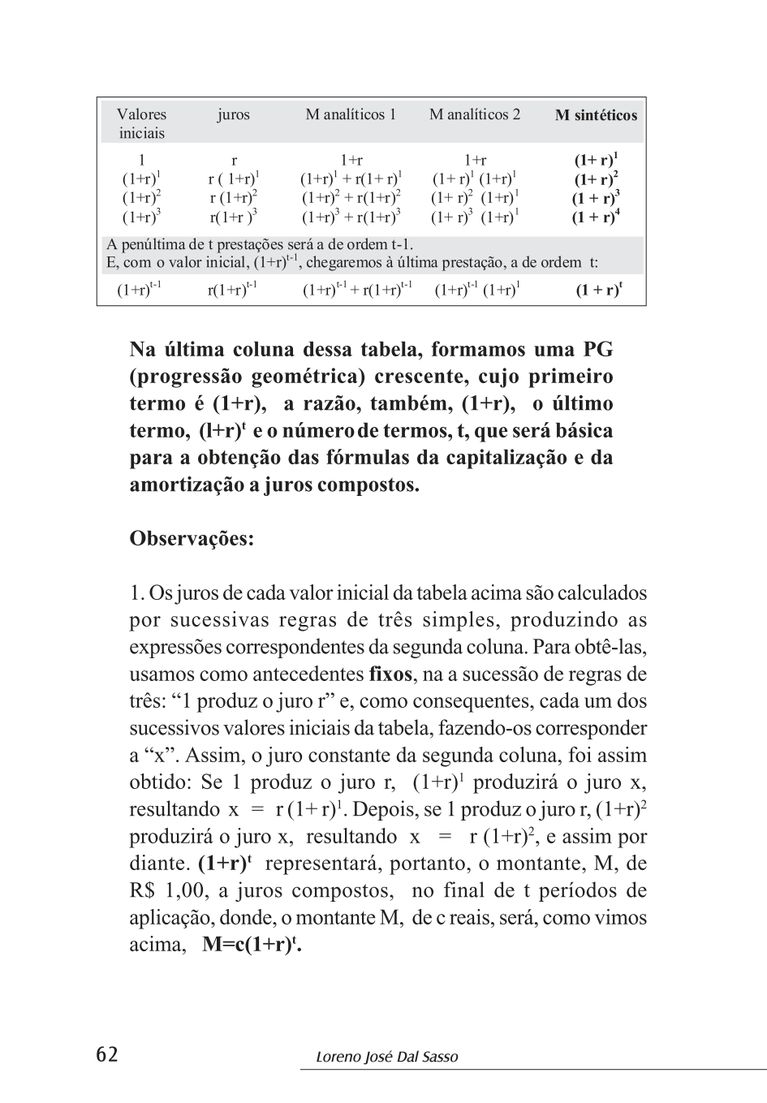 Valores iniciais juros M analíticos 1 M analíticos 2 M sintéticos
1 r 1+r 1+r (1+ r)¹
(1+r)¹ r ( 1+r)¹ (1+r)¹ + r(1+ r)¹ (1+ r)¹ (1+r)¹ (1+ r)²
(1+r)² r (1+r)² (1+r)² + r(1+r)² (1+ r)² (1+r)¹ (1 + r)³
(1+r)³ r(1+r )³ (1+r)³ + r(1+r)³ (1+ r)³ (1+r)¹ (1 + r)⁴
A penúltima de t prestações será a de ordem t-1.
E, com o valor inicial, (1+r)ᵗ⁻¹, chegaremos à última prestação, a de ordem t:
(1+r)ᵗ⁻¹ r(1+r)ᵗ⁻¹ (1+r)ᵗ⁻¹ + r(1+r)ᵗ⁻¹ (1+r)ᵗ⁻¹ (1+r)¹ (1 + r)ᵗ
Na última coluna dessa tabela, formamos uma PG
(progressão geométrica) crescente, cujo primeiro
termo é (1+r), a razão, também, (1+r), o último
termo, (l+r)ᵗ e o número de termos, t, que será básica
para a obtenção das fórmulas da capitalização e da
amortização a juros compostos.
Observações:
1. Os juros de cada valor inicial da tabela acima são calculados
por sucessivas regras de três simples, produzindo as
expressões correspondentes da segunda coluna. Para obtê-las,
usamos como antecedentes fixos, na a sucessão de regras de
três: “1 produz o juro r” e, como consequentes, cada um dos
sucessivos valores iniciais da tabela, fazendo-os corresponder
a “x”. Assim, o juro constante da segunda coluna, foi assim
obtido: Se 1 produz o juro r, (1+r)¹ produzirá o juro x,
resultando x = r (1+ r)¹. Depois, se 1 produz o juro r, (1+r)²
produzirá o juro x, resultando x = r (1+r)², e assim por
diante. (1+r)ᵗ representará, portanto, o montante, M, de
R$ 1,00, a juros compostos, no final de t períodos de
aplicação, donde, o montante M, de c reais, será, como vimos
acima, M=c(1+r)ᵗ.
62 Loreno José Dal Sasso